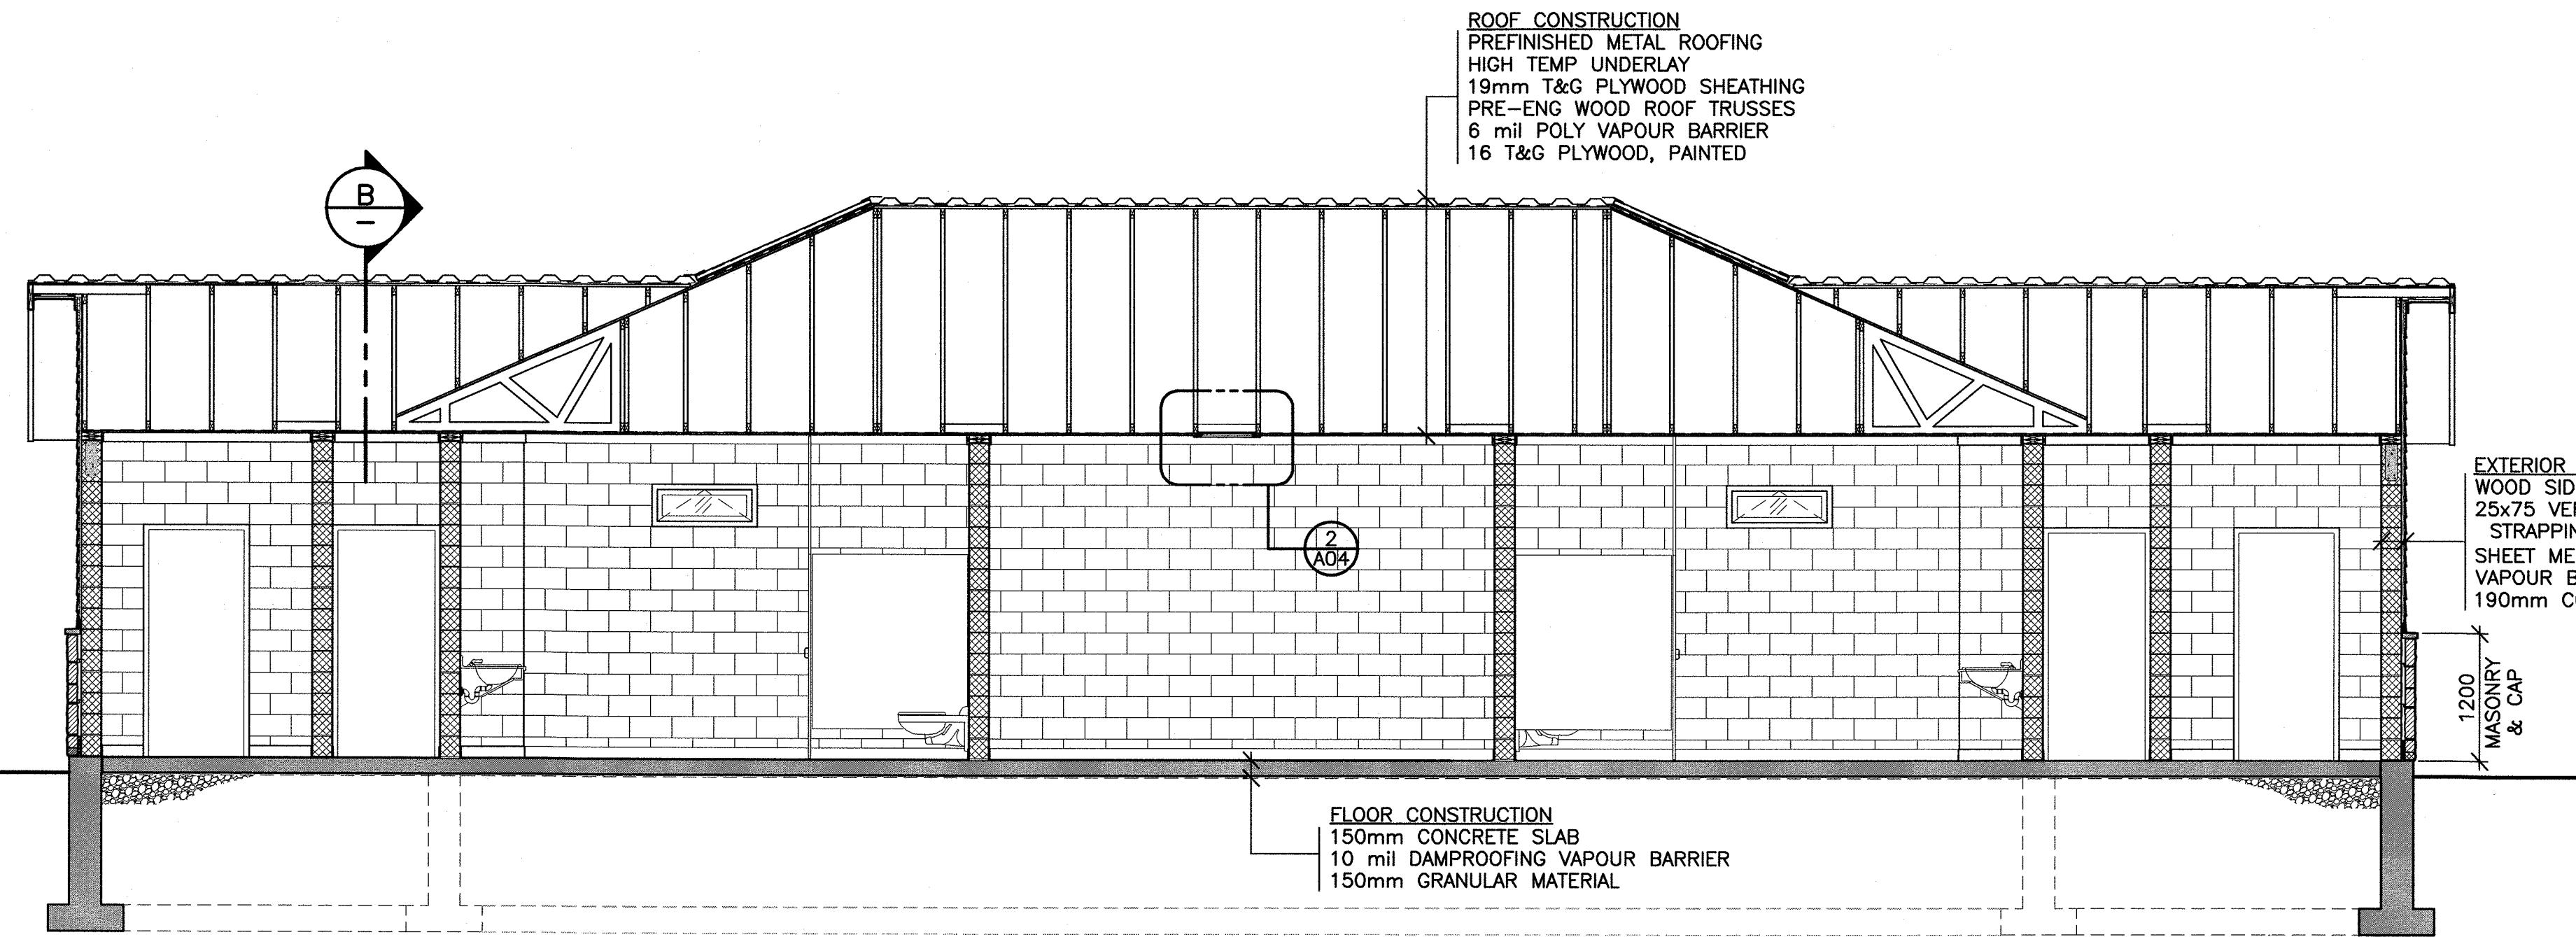 ROOF CONSTRUCTION
PREFINISHED METAL ROOFING
HIGH TEMP UNDERLAY
19mm T&G PLYWOOD SHEATHING
PRE-ENG WOOD ROOF TRUSSES
6 mil POLY VAPOUR BARRIER
16 T&G PLYWOOD, PAINTED
B
–
2
A04
EXTERIOR
WOOD SID
25x75 VE
STRAPPIN
SHEET ME
VAPOUR B
190mm C
1200
MASONRY
& CAP
FLOOR CONSTRUCTION
150mm CONCRETE SLAB
10 mil DAMPROOFING VAPOUR BARRIER
150mm GRANULAR MATERIAL